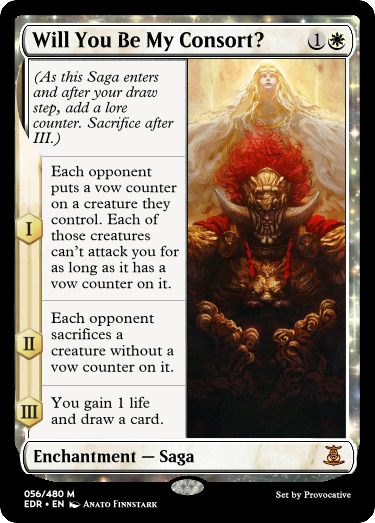 Will You Be My Consort? 1
(As this Saga enters
and after your draw
step, add a lore
counter. Sacrifice after
III.)
I
Each opponent
puts a vow counter
on a creature they
control. Each of
those creatures
can't attack you for
as long as it has a
vow counter on it.
II
Each opponent
sacrifices a
creature without a
vow counter on it.
III
You gain 1 life
and draw a card.
Enchantment — Saga
056/480 M
EDR • EN Anato Finnstark
Set by Provocative